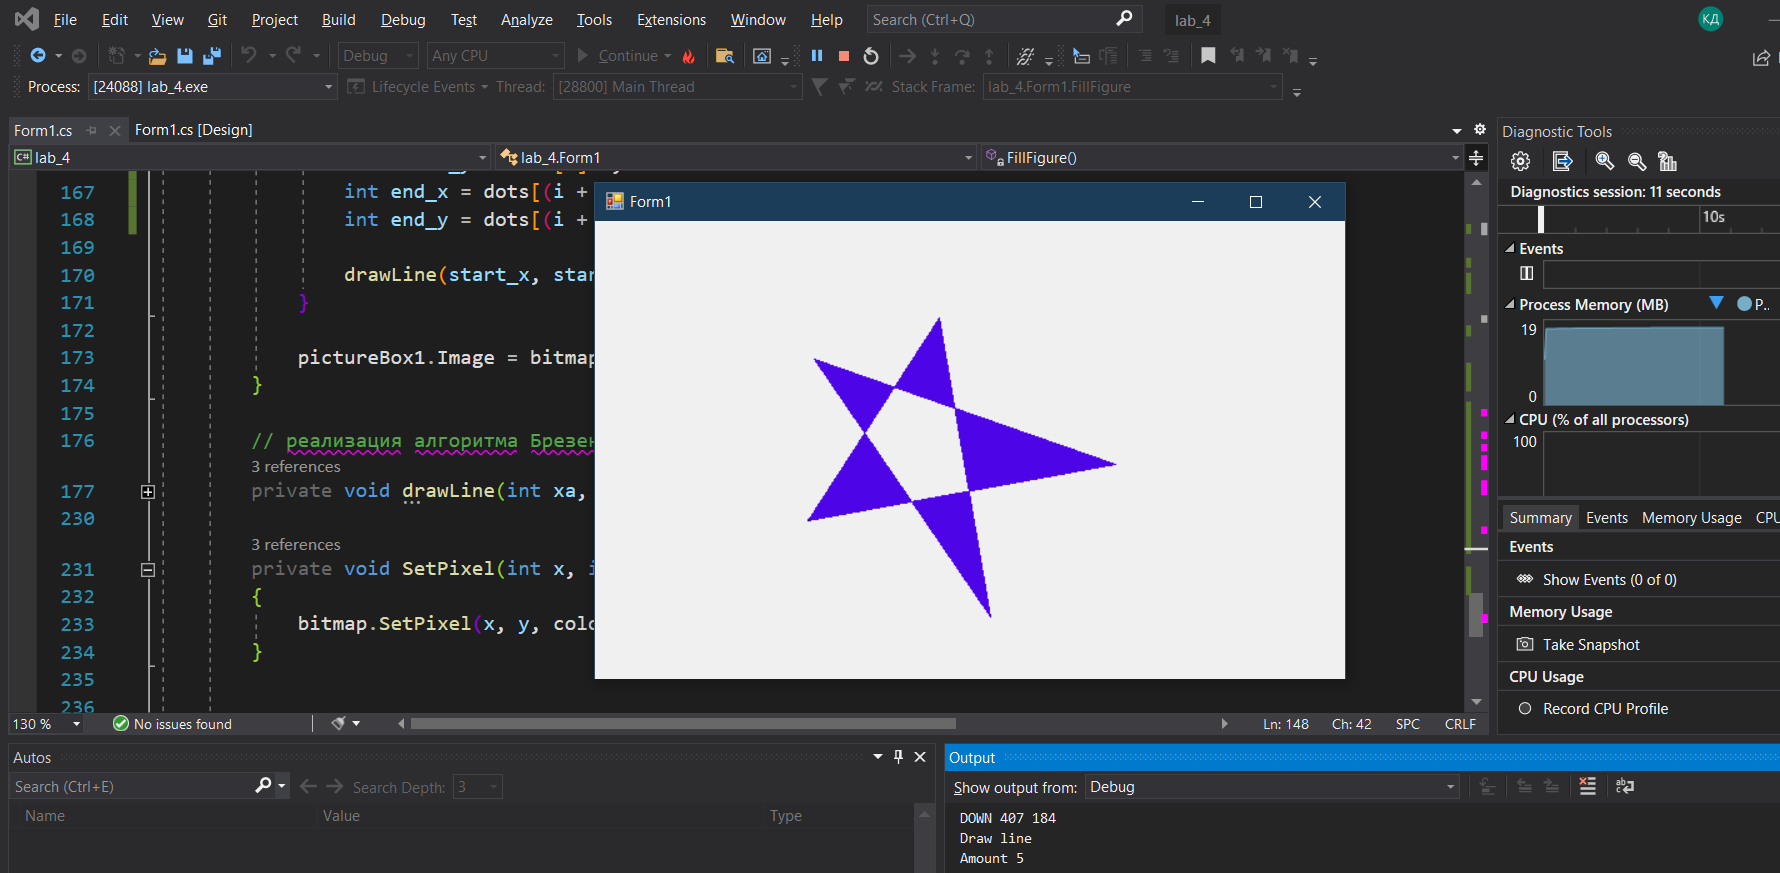 File Edit View Git Project Build Debug Test Analyze Tools Extensions Window Help Search (Ctrl+Q) lab_4 КД
Debug Any CPU Continue
Process: [24088] lab_4.exe Lifecycle Events Thread: [28800] Main Thread Stack Frame: lab_4.Form1.FillFigure
Form1.cs Form1.cs [Design]
C# lab_4 lab_4.Form1 FillFigure()
167 int end_x = dots[(i +
168 int end_y = dots[(i +
169
170 drawLine(start_x, star
171 }
172
173 pictureBox1.Image = bitmap
174 }
175
176 // реализация алгоритма Брезен
3 references
177 private void drawLine(int xa,
230
3 references
231 private void SetPixel(int x, i
232 {
233 bitmap.SetPixel(x, y, colo
234 }
235
236
Form1
130 % No issues found Ln: 148 Ch: 42 SPC CRLF
Diagnostic Tools
Diagnostics session: 11 seconds
10s
Events
Process Memory (MB) P..
19
0
CPU (% of all processors)
100
Summary Events Memory Usage CPU
Events
Show Events (0 of 0)
Memory Usage
Take Snapshot
CPU Usage
Record CPU Profile
Autos
Search (Ctrl+E) Search Depth: 3
Name Value Type
Output
Show output from: Debug
DOWN 407 184
Draw line
Amount 5